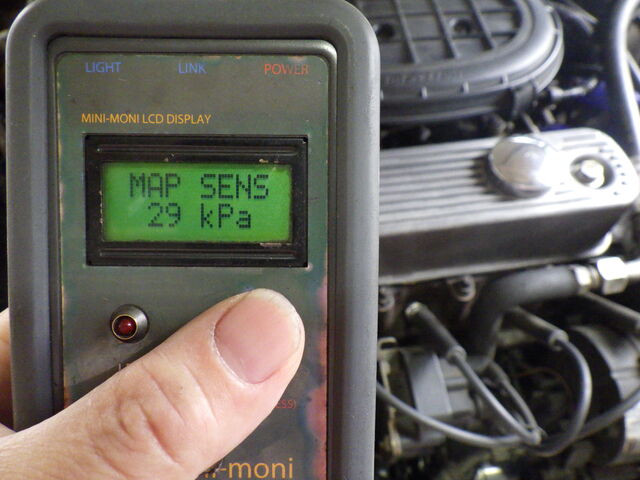 LIGHT LINK POWER
MINI-MONI LCD DISPLAY
MAP SENS
29 kPa
-moni